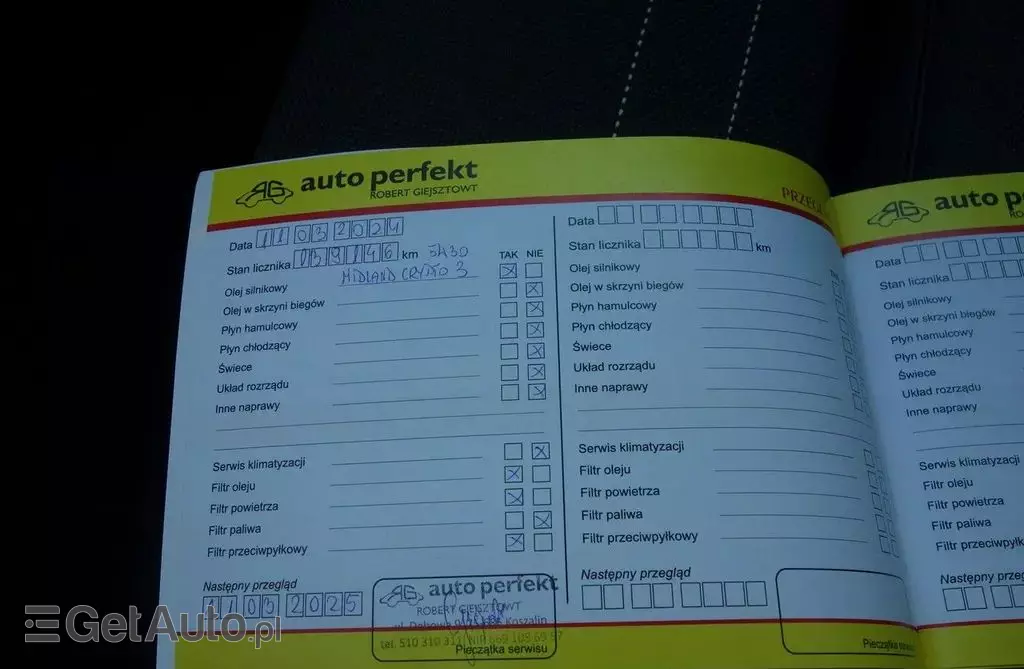 auto perfekt
ROBERT GIEJSZTOWT
Data 11 03 2024
Stan licznika 039146 km 5W30
TAK NIE
Olej silnikowy MIDLAND CRYPTO 3
Olej w skrzyni biegów
Płyn hamulcowy
Płyn chłodzący
Świece
Układ rozrządu
Inne naprawy
Serwis klimatyzacji
Filtr oleju
Filtr powietrza
Filtr paliwa
Filtr przeciwpyłkowy
Następny przegląd
11 03 2025
auto perfekt
ROBERT GIEJSZTOWT
Koszalin
tel. 510 310
Pieczątka serwisu
Data
Stan licznika km
Olej silnikowy
Olej w skrzyni biegów
Płyn hamulcowy
Płyn chłodzący
Świece
Układ rozrządu
Inne naprawy
Serwis klimatyzacji
Filtr oleju
Filtr powietrza
Filtr paliwa
Filtr przeciwpyłkowy
Następny przegląd
Pieczątka
auto
Data
Stan licznika
Olej silnikowy
Olej w skrzyni biegów
Płyn hamulcowy
Płyn chłodzący
Świece
Układ rozrządu
Inne naprawy
Serwis klimatyzacji
Filtr oleju
Filtr powietrza
Filtr paliwa
Następny
GetAuto.pl